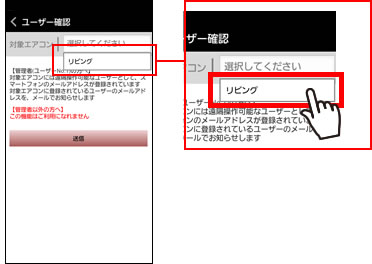 ユーザー確認
対象エアコン
選択してください
リビング
【管理者(ユーザーNo.1)の方へ】
対象エアコンには遠隔操作可能なユーザーとして、ス
マートフォンのメールアドレスが登録されています
対象エアコンに登録されているユーザーのメールアド
レスを、メールでお知らせします
【管理者以外の方へ】
この機能はご利用になれません
送信
ザー確認
コン
選択してください
リビング
コンには遠隔操作可能なユーザー
ォンのメールアドレスが登録されてい
コンに登録されているユーザーのメ
メールでお知らせします